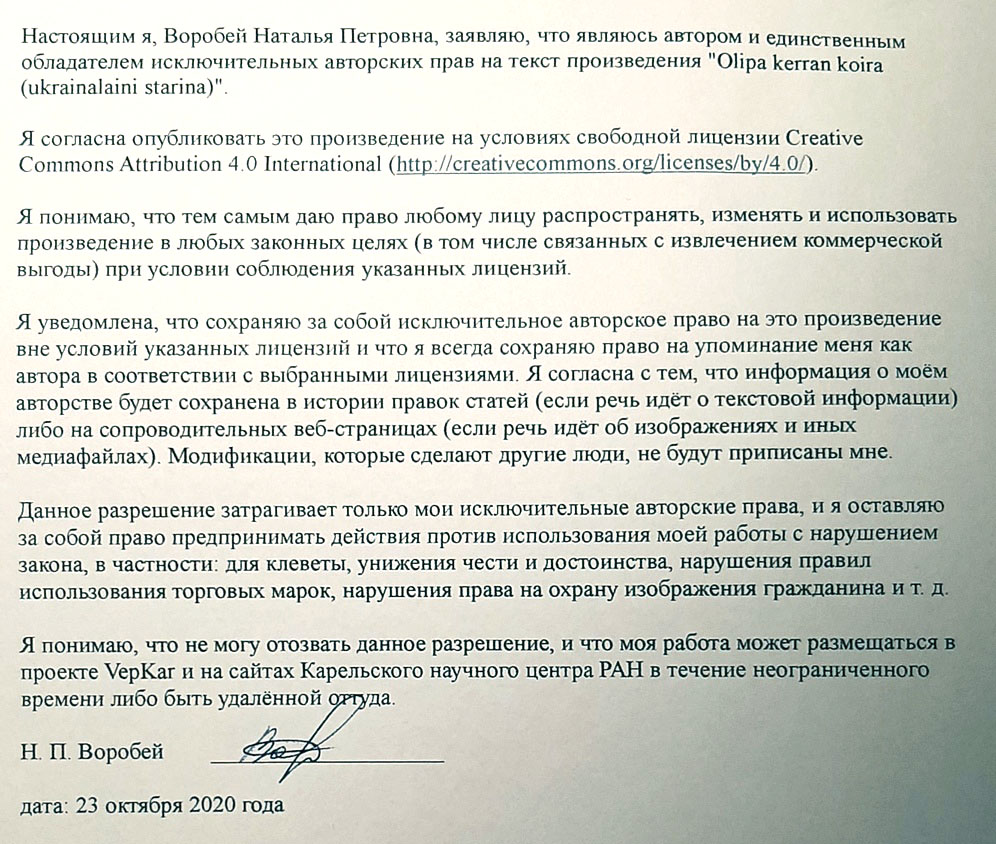 Настоящим я, Воробей Наталья Петровна, заявляю, что являюсь автором и единственным
обладателем исключительных авторских прав на текст произведения "Olipa kerran koira
(ukrainalaini starina)".
Я согласна опубликовать это произведение на условиях свободной лицензии Creative
Commons Attribution 4.0 International (http://creativecommons.org/licenses/by/4.0/).
Я понимаю, что тем самым даю право любому лицу распространять, изменять и использовать
произведение в любых законных целях (в том числе связанных с извлечением коммерческой
выгоды) при условии соблюдения указанных лицензий.
Я уведомлена, что сохраняю за собой исключительное авторское право на это произведение
вне условий указанных лицензий и что я всегда сохраняю право на упоминание меня как
автора в соответствии с выбранными лицензиями. Я согласна с тем, что информация о моём
авторстве будет сохранена в истории правок статей (если речь идёт о текстовой информации)
либо на сопроводительных веб-страницах (если речь идёт об изображениях и иных
медиафайлах). Модификации, которые сделают другие люди, не будут приписаны мне.
Данное разрешение затрагивает только мои исключительные авторские права, и я оставляю
за собой право предпринимать действия против использования моей работы с нарушением
закона, в частности: для клеветы, унижения чести и достоинства, нарушения правил
использования торговых марок, нарушения права на охрану изображения гражданина и т. д.
Я понимаю, что не могу отозвать данное разрешение, и что моя работа может размещаться в
проекте VepKar и на сайтах Карельского научного центра РАН в течение неограниченного
времени либо быть удалённой оттуда.
Н. П. Воробей
дата: 23 октября 2020 года